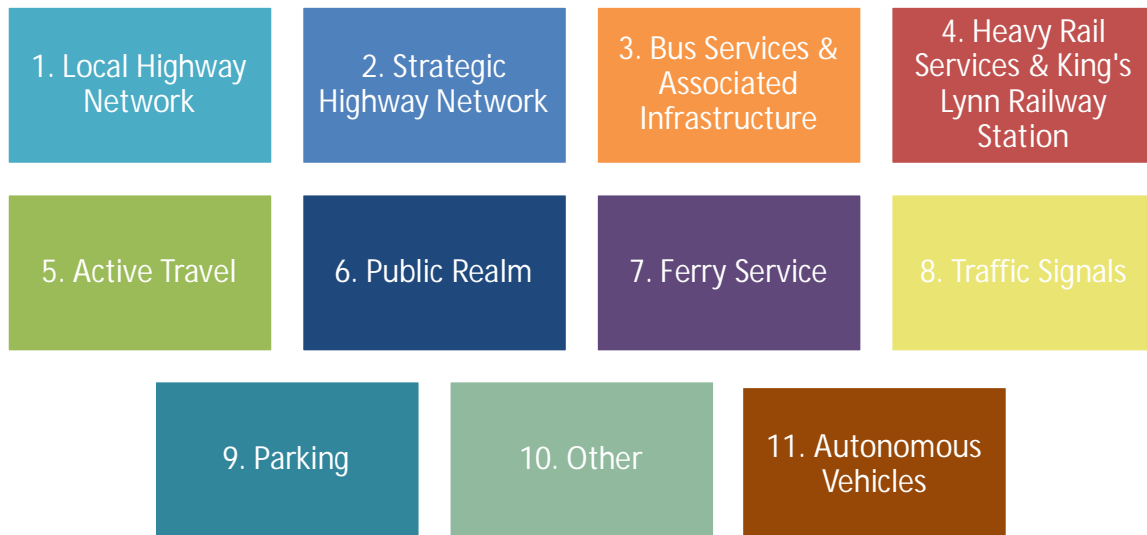 1. Local Highway
Network
2. Strategic
Highway Network
3. Bus Services &
Associated
Infrastructure
4. Heavy Rail
Services & King's
Lynn Railway
Station
5. Active Travel
6. Public Realm
7. Ferry Service
8. Traffic Signals
9. Parking
10. Other
11. Autonomous
Vehicles